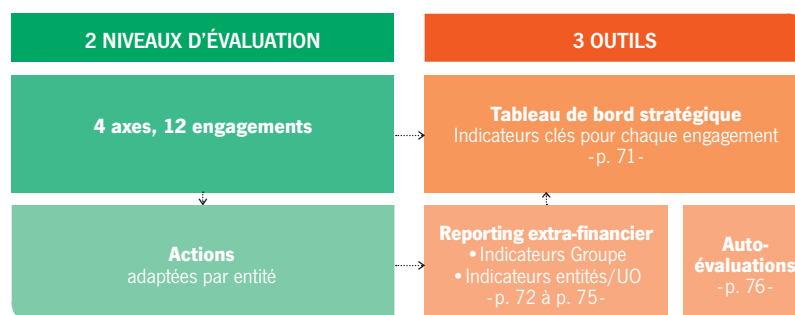 2 NIVEAUX D’ÉVALUATION
3 OUTILS
4 axes, 12 engagements
Tableau de bord stratégique
Indicateurs clés pour chaque engagement
-p. 71-
Actions
adaptées par entité
Reporting extra-financier
• Indicateurs Groupe
• Indicateurs entités/UO
-p. 72 à p. 75-
Auto-
évaluations
-p. 76-